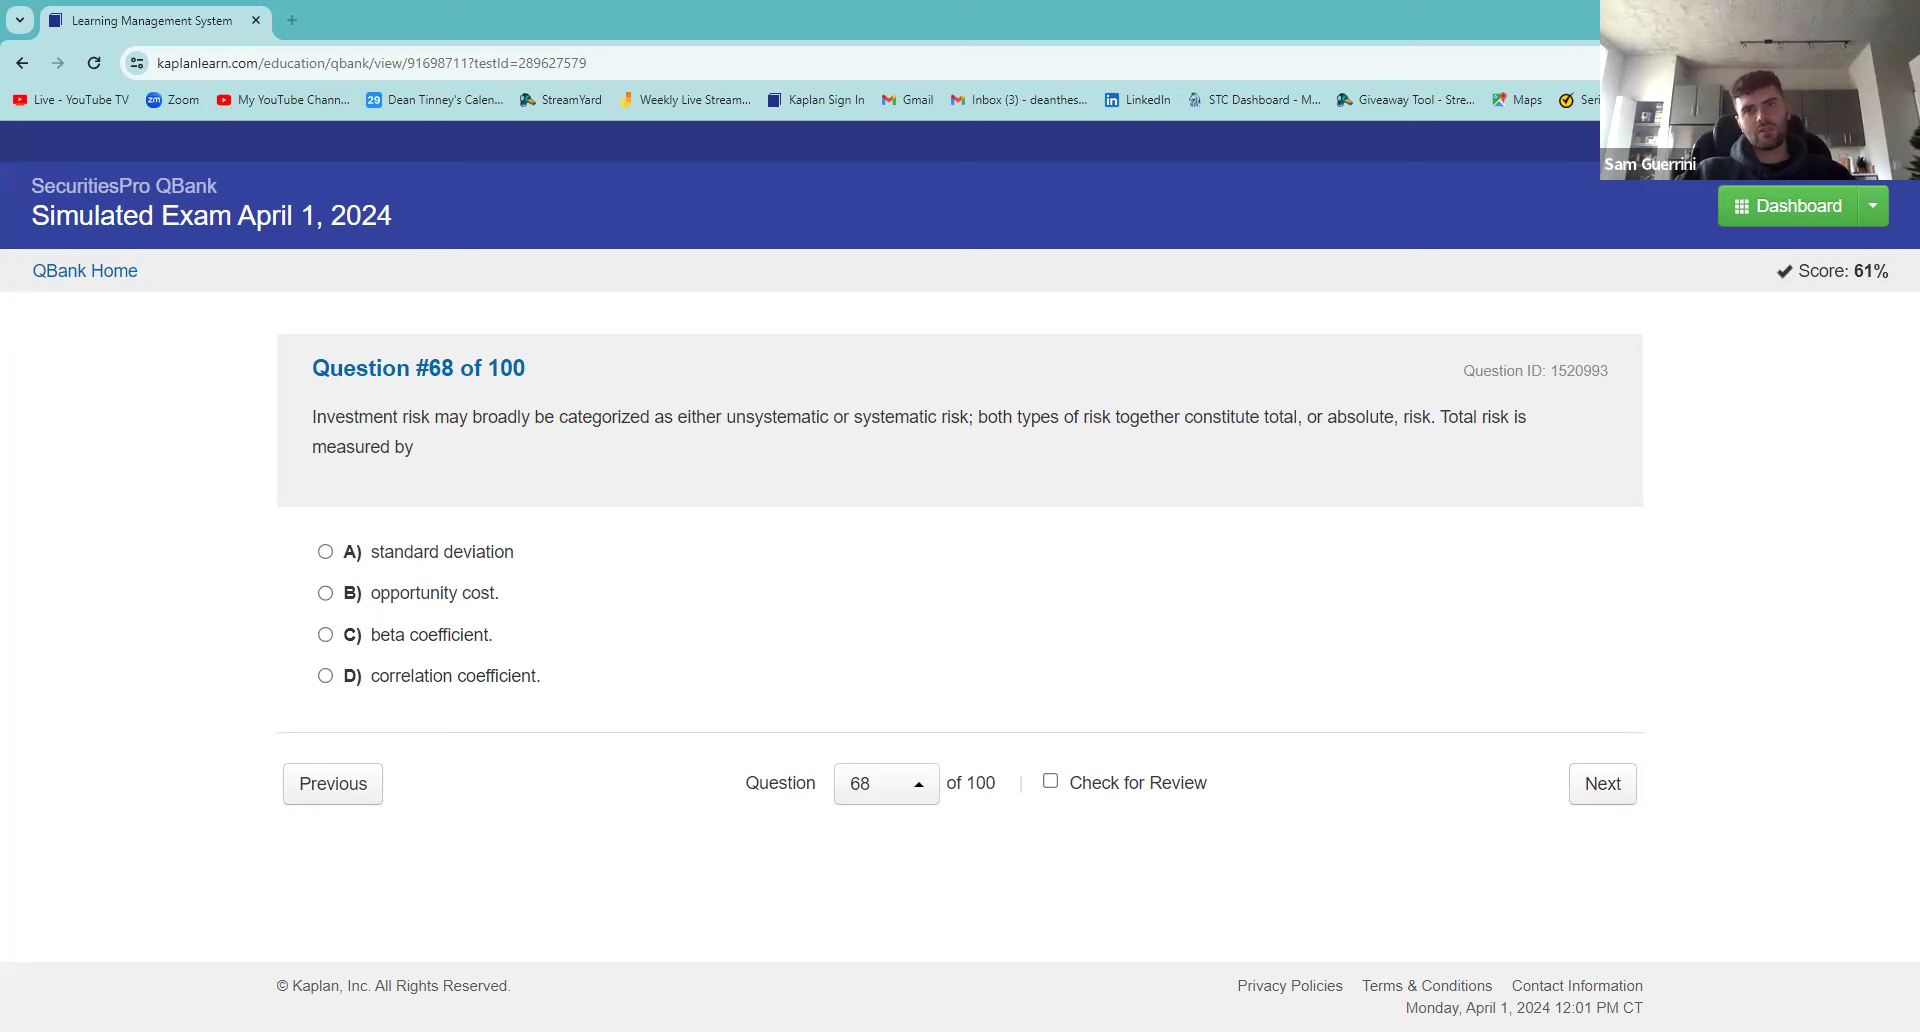 Learning Management System
kaplanlearn.com/education/qbank/view/91698711?testId=289627579
Live - YouTube TV
zm Zoom
My YouTube Chann...
29 Dean Tinney's Calen...
StreamYard
Weekly Live Stream...
Kaplan Sign In
Gmail
Inbox (3) - deanthes...
LinkedIn
STC Dashboard - M...
Giveaway Tool - Stre...
Maps
Seri
Sam Guerrini
SecuritiesPro QBank
Simulated Exam April 1, 2024
Dashboard
QBank Home
Score: 61%
Question #68 of 100
Question ID: 1520993
Investment risk may broadly be categorized as either unsystematic or systematic risk; both types of risk together constitute total, or absolute, risk. Total risk is
measured by
A) standard deviation
B) opportunity cost.
C) beta coefficient.
D) correlation coefficient.
Previous
Question 68 of 100 | Check for Review
Next
© Kaplan, Inc. All Rights Reserved.
Privacy Policies Terms & Conditions Contact Information
Monday, April 1, 2024 12:01 PM CT